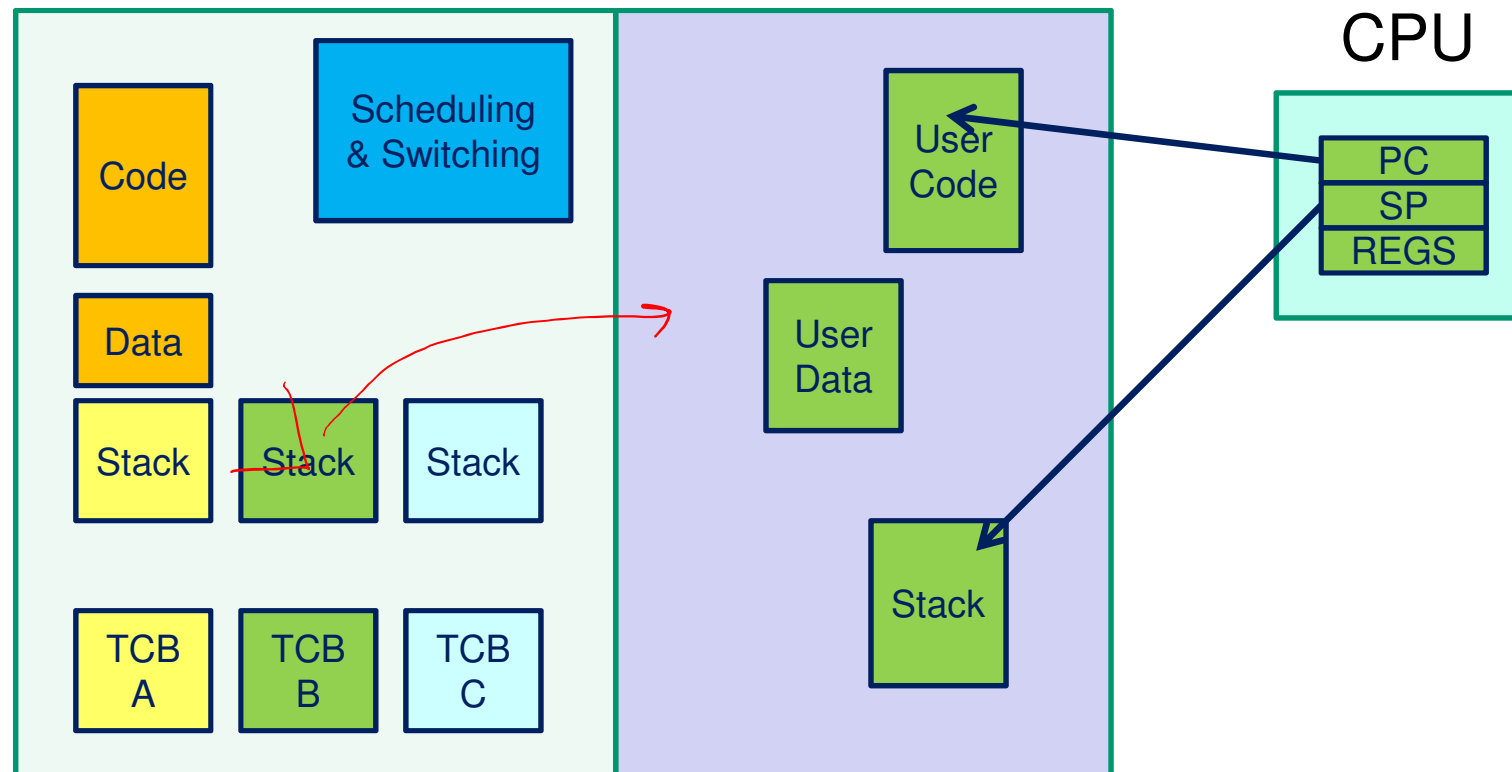 CPU
Scheduling
& Switching
Code
User
Code
PC
SP
REGS
Data
User
Data
Stack
Stack
Stack
Stack
TCB
A
TCB
B
TCB
C